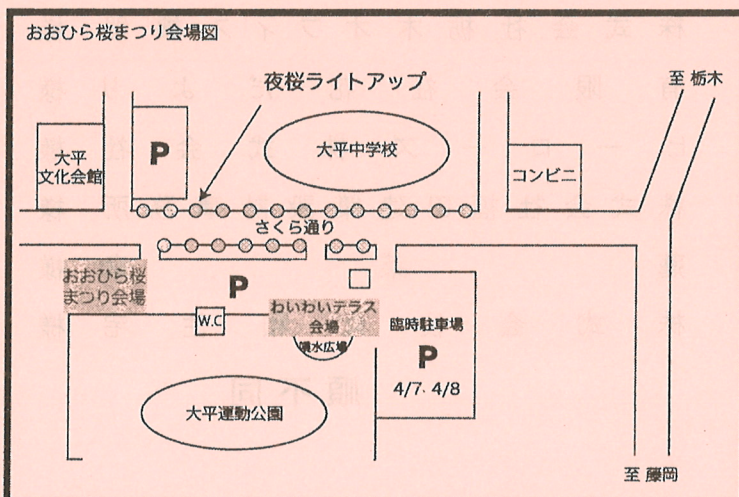 おおひら桜まつり会場図
至 栃木
夜桜ライトアップ
大平
文化会館
P
大平中学校
コンビニ
さくら通り
おおひら桜
まつり会場
P
W.C
わいわいテラス
会場
噴水広場
臨時駐車場
P
4/7、4/8
大平運動公園
至 藤岡